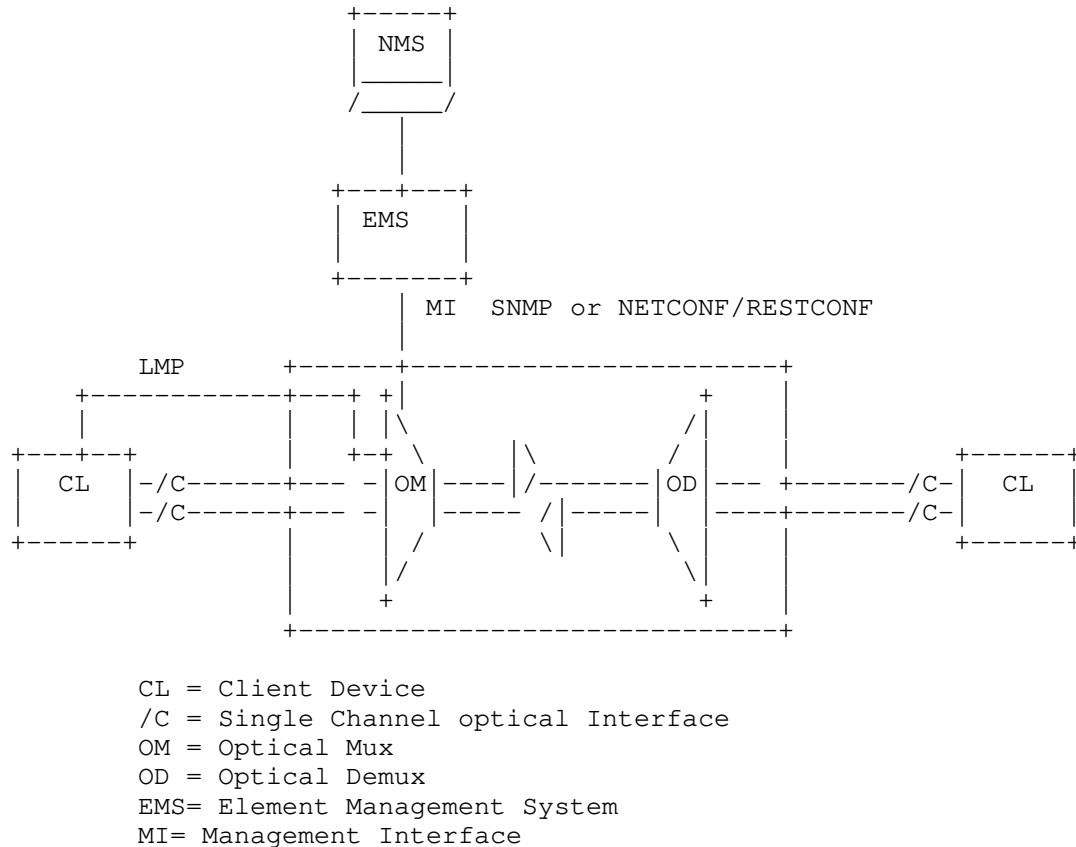 NMS
EMS
MI SNMP or NETCONF/RESTCONF
LMP
CL -/C OM OD /C- CL
-/C /C-
CL = Client Device
/C = Single Channel optical Interface
OM = Optical Mux
OD = Optical Demux
EMS= Element Management System
MI= Management Interface